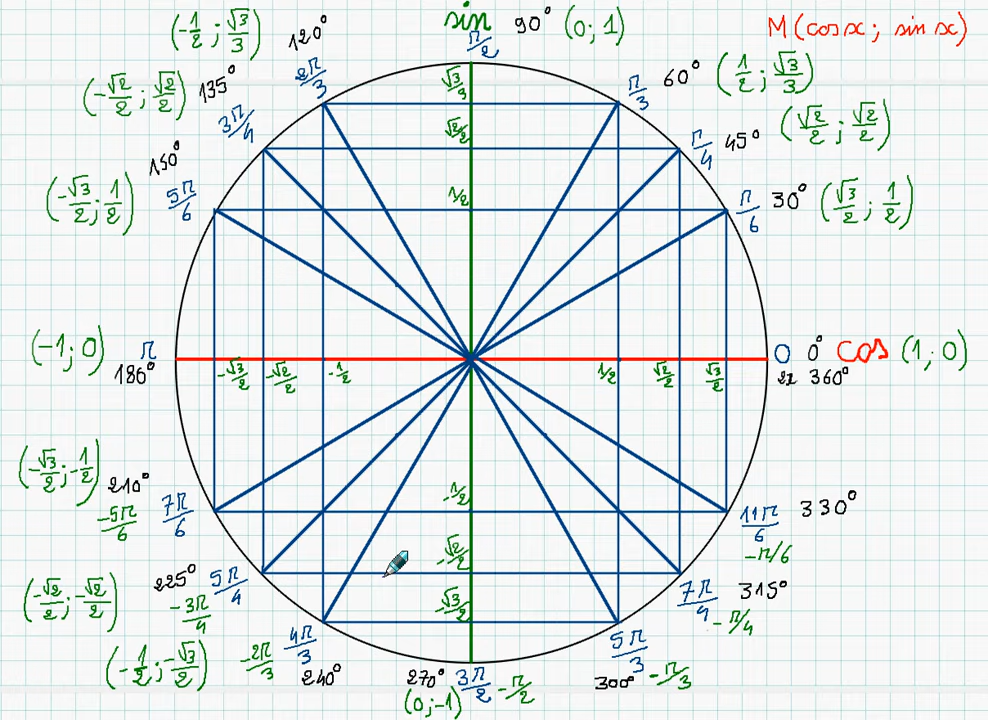 sin
90° (0; 1)
π/2
M(cos x; sin x)
(-1/2; √3/3)
120°
2π/3
π/3
60° (1/2; √3/3)
(-√2/2; √2/2)
135°
3π/4
√3/3
π/4
45° (√2/2; √2/2)
√2/2
150°
(-√3/2; 1/2)
5π/6
1/2
π/6
30° (√3/2; 1/2)
(-1; 0)
π
180°
0 0° cos (1; 0)
2π 360°
-√3/2 -√2/2 -1/2
1/2 √2/2 √3/2
(-√3/2; -1/2)
210°
7π/6
-5π/6
-1/2
11π/6
330°
-π/6
-√2/2
(-√2/2; -√2/2)
225°
5π/4
-3π/4
-√3/2
7π/4
315°
-π/4
(-1/2; -√3/2)
-2π/3
4π/3
240°
270°
3π/2
-π/2
(0; -1)
5π/3
300°
-π/3